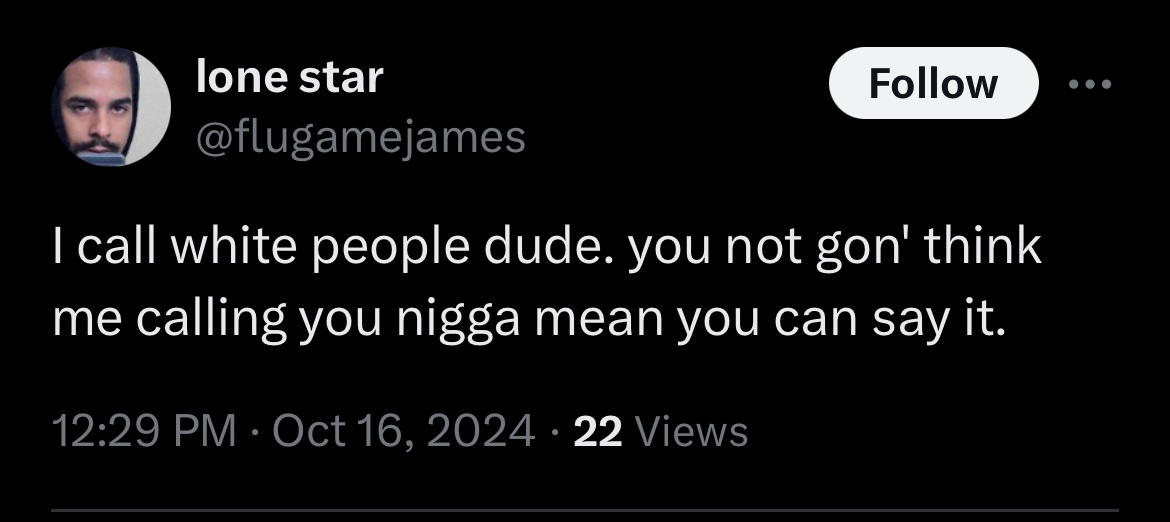 lone star
Follow
@flugamejames
I call white people dude. you not gon' think
me calling you nigga mean you can say it.
12:29 PM · Oct 16, 2024 · 22 Views